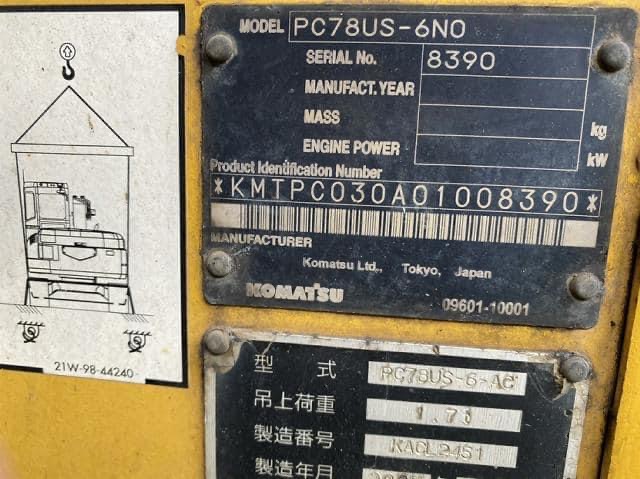 MODEL PC78US-6N0
SERIAL No. 8390
MANUFACT. YEAR
MASS kg
ENGINE POWER kW
Product Identification Number
*KMTPC030A01008390*
MANUFACTURER
Komatsu Ltd., Tokyo, Japan
KOMATSU 09601-10001
21W-98-44240
型 式 PC78US-6-AC
吊上荷重 1.7t
製造番号 KACL2451
製造年月